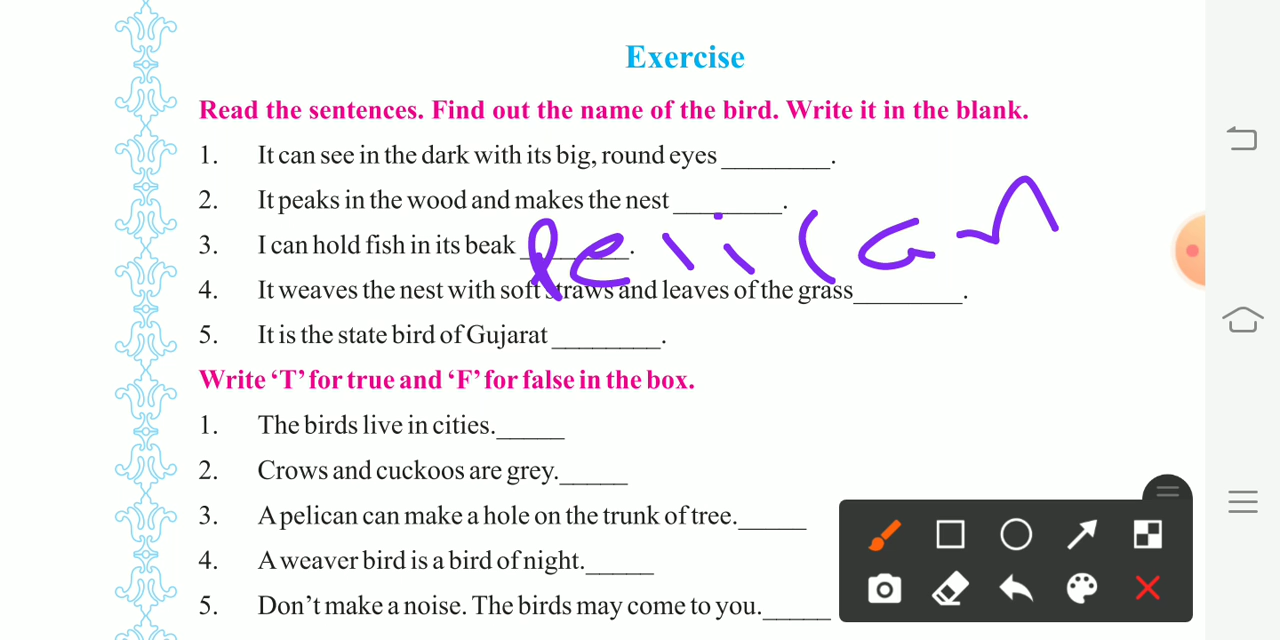 Exercise
Read the sentences. Find out the name of the bird. Write it in the blank.
1. It can see in the dark with its big, round eyes ________.
2. It peaks in the wood and makes the nest ________.
3. I can hold fish in its beak ________. Pelican
4. It weaves the nest with soft straws and leaves of the grass________.
5. It is the state bird of Gujarat ________.
Write ‘T’ for true and ‘F’ for false in the box.
1. The birds live in cities._____
2. Crows and cuckoos are grey._____
3. A pelican can make a hole on the trunk of tree._____
4. A weaver bird is a bird of night._____
5. Don’t make a noise. The birds may come to you._____